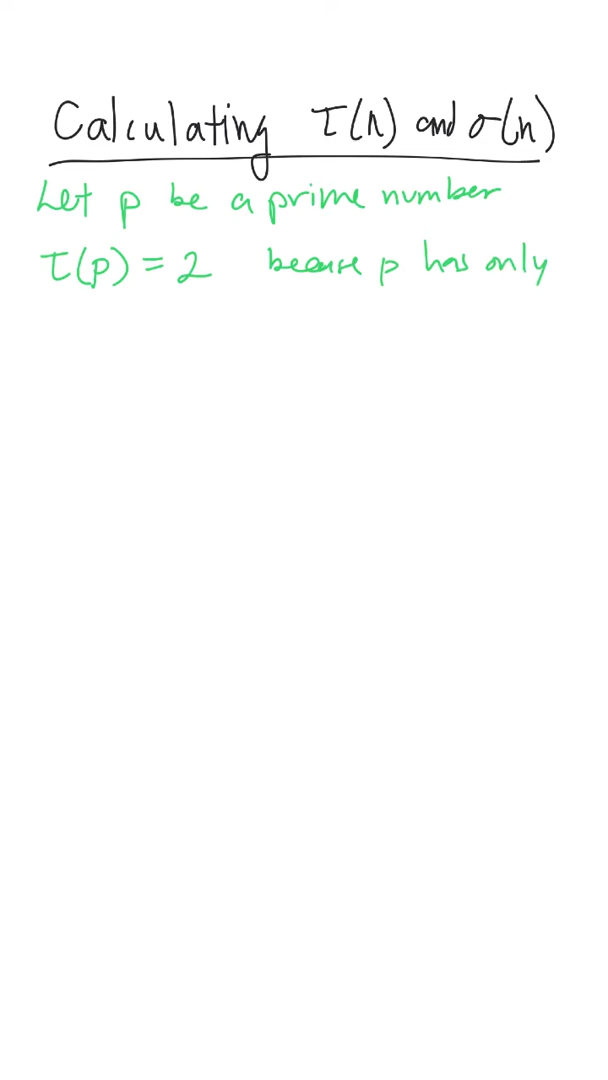 Calculating τ(n) and σ(n)
Let p be a prime number
τ(p) = 2 because p has only